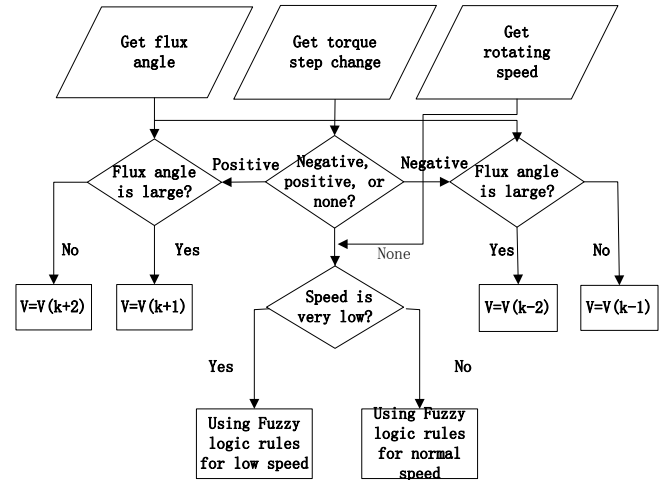 Get flux
angle
Get torque
step change
Get
rotating
speed
Flux angle
is large?
Positive
Negative,
positive, or
none?
Negative
Flux angle
is large?
No
Yes
None
Yes
No
V=V(k+2)
V=V(k+1)
Speed is
very low?
V=V(k-2)
V=V(k-1)
Yes
No
Using Fuzzy
logic rules
for low speed
Using Fuzzy
logic rules
for normal
speed